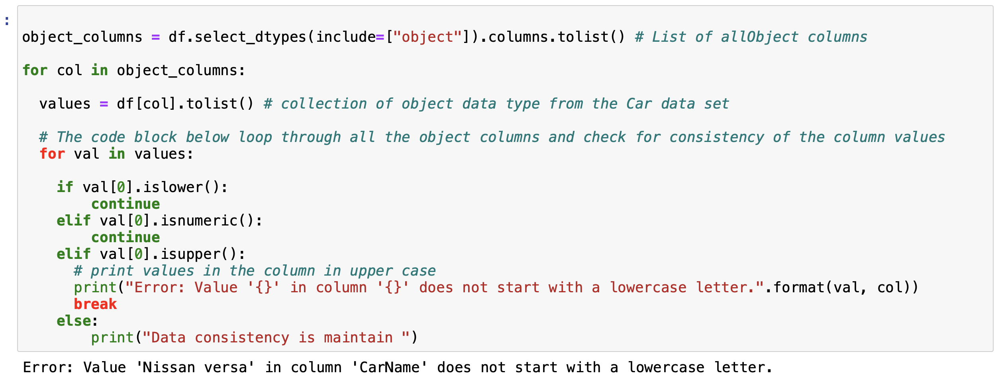 :
object_columns = df.select_dtypes(include=["object"]).columns.tolist() # List of allObject columns
for col in object_columns:
values = df[col].tolist() # collection of object data type from the Car data set
# The code block below loop through all the object columns and check for consistency of the column values
for val in values:
if val[0].islower():
continue
elif val[0].isnumeric():
continue
elif val[0].isupper():
# print values in the column in upper case
print("Error: Value '{}' in column '{}' does not start with a lowercase letter.".format(val, col))
break
else:
print("Data consistency is maintain ")
Error: Value 'Nissan versa' in column 'CarName' does not start with a lowercase letter.